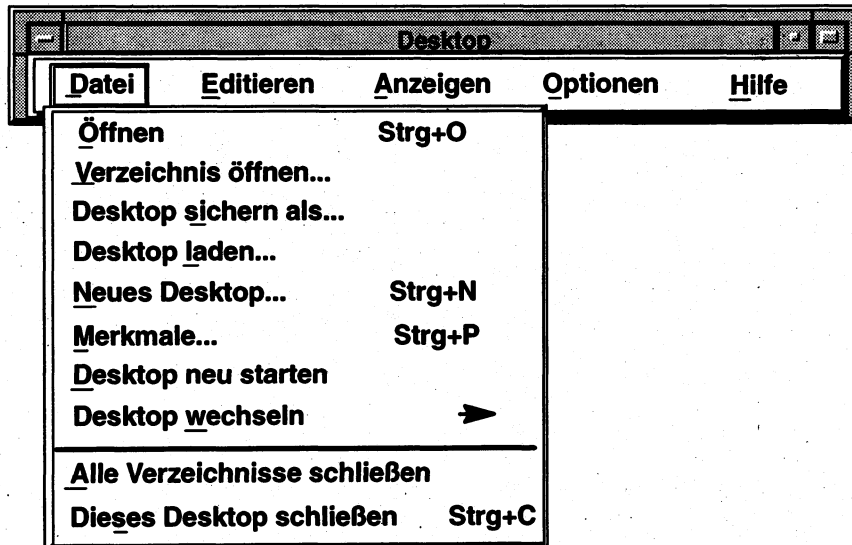 Desktop
Datei Editieren Anzeigen Optionen Hilfe
Öffnen Strg+O
Verzeichnis öffnen...
Desktop sichern als...
Desktop laden...
Neues Desktop... Strg+N
Merkmale... Strg+P
Desktop neu starten
Desktop wechseln
Alle Verzeichnisse schließen
Dieses Desktop schließen Strg+C